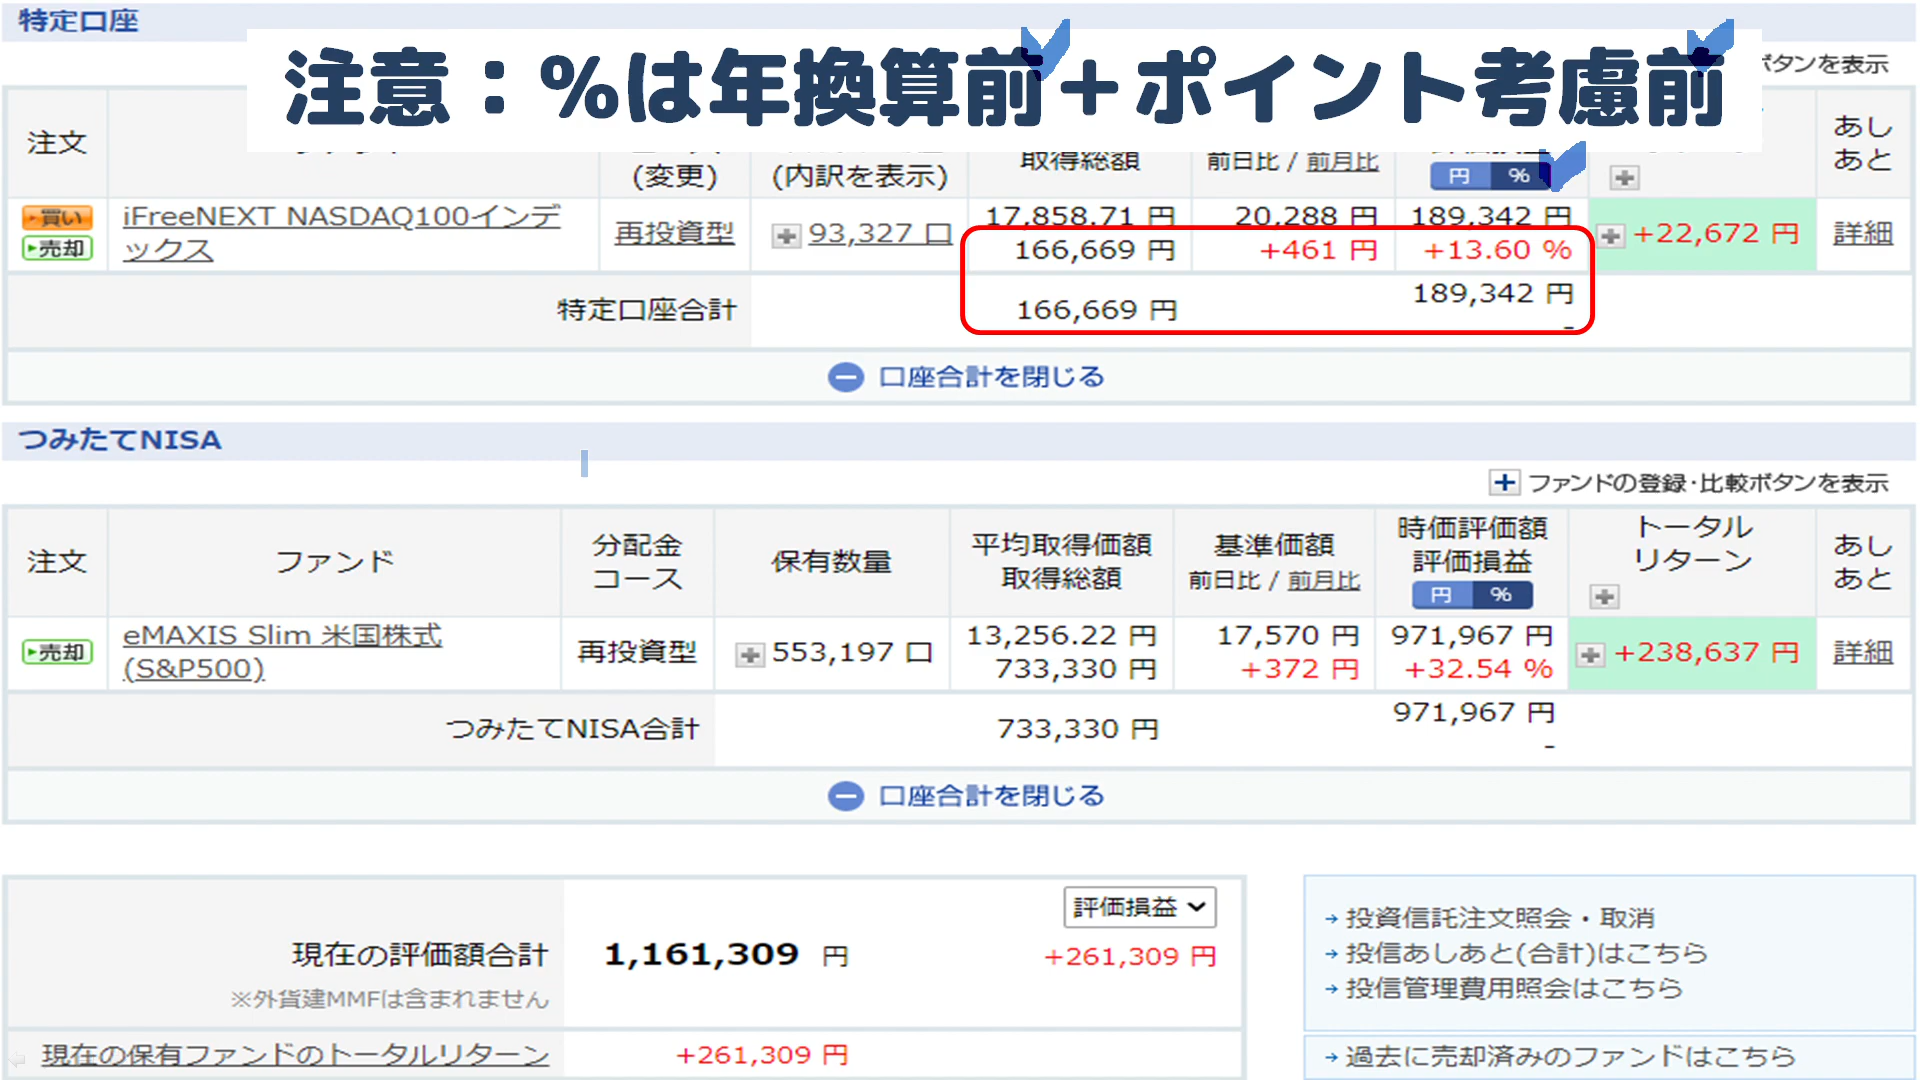 特定口座
注意：%は年換算前＋ポイント考慮前
ボタンを表示
注文
(変更)
(内訳を表示)
取得総額
前日比 / 前月比
円 %
あし
あと
買い
売却
iFreeNEXT NASDAQ100インデ
ックス
再投資型
93,327 口
17,858.71 円
166,669 円
20,288 円
+461 円
189,342 円
+13.60 %
+22,672 円
詳細
特定口座合計
166,669 円
189,342 円
-
口座合計を閉じる
つみたてNISA
ファンドの登録・比較ボタンを表示
注文
ファンド
分配金
コース
保有数量
平均取得価額
取得総額
基準価額
前日比 / 前月比
時価評価額
評価損益
円 %
トータル
リターン
あし
あと
売却
eMAXIS Slim 米国株式
(S&P500)
再投資型
553,197 口
13,256.22 円
733,330 円
17,570 円
+372 円
971,967 円
+32.54 %
+238,637 円
詳細
つみたてNISA合計
733,330 円
971,967 円
-
口座合計を閉じる
評価損益
現在の評価額合計
1,161,309 円
+261,309 円
※外貨建MMFは含まれません
現在の保有ファンドのトータルリターン
+261,309 円
→ 投資信託注文照会・取消
→ 投信あしあと(合計)はこちら
→ 投信管理費用照会はこちら
→ 過去に売却済みのファンドはこちら